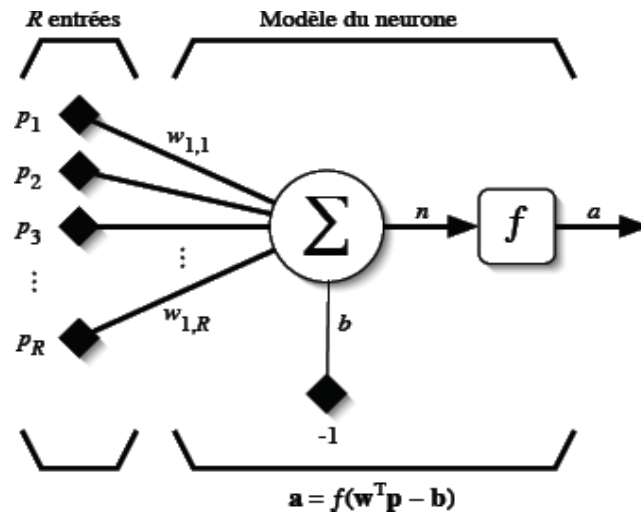 R entrées
Modèle du neurone
p1
w1,1
p2
p3
n
f
a
Σ
⋮
⋮
w1,R
pR
b
-1
a = f(wᵀp − b)